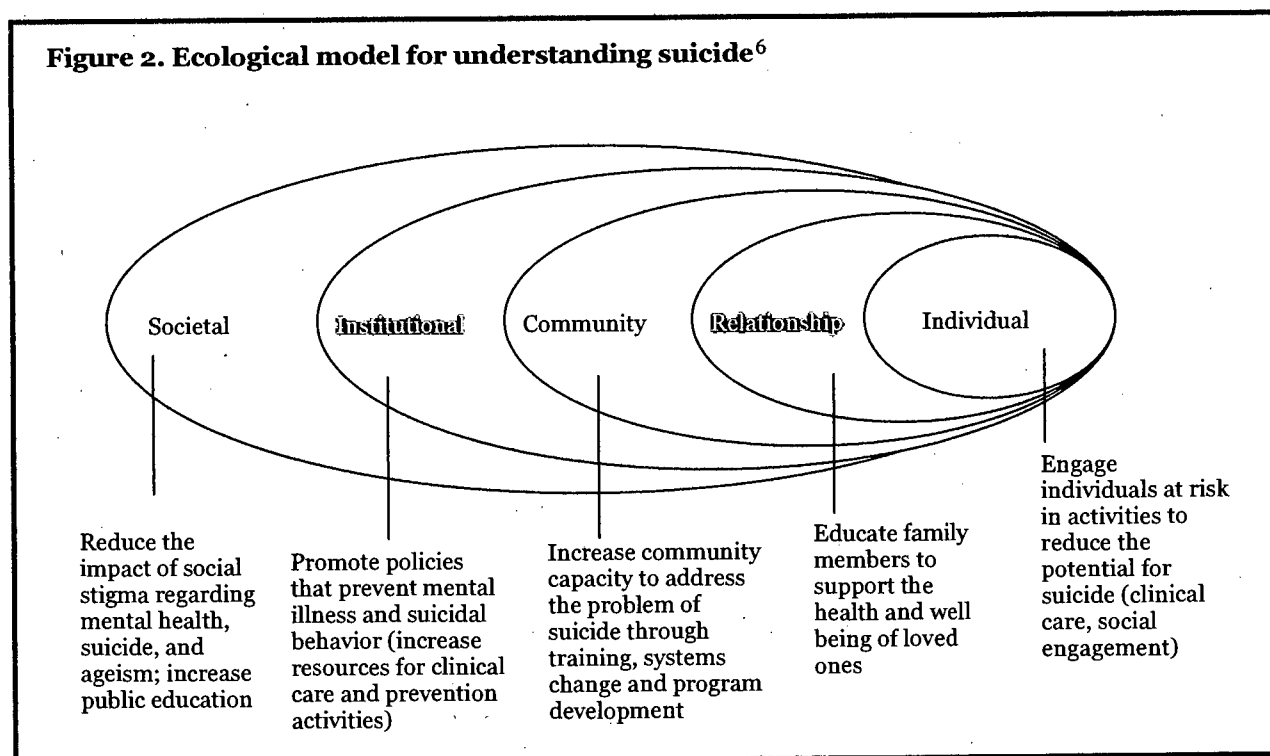 Figure 2. Ecological model for understanding suicide6
Societal
Institutional
Community
Relationship
Individual
Reduce the
impact of social
stigma regarding
mental health,
suicide, and
ageism; increase
public education
Promote policies
that prevent mental
illness and suicidal
behavior (increase
resources for clinical
care and prevention
activities)
Increase community
capacity to address
the problem of
suicide through
training, systems
change and program
development
Educate family
members to
support the
health and well
being of loved
ones
Engage
individuals at risk
in activities to
reduce the
potential for
suicide (clinical
care, social
engagement)